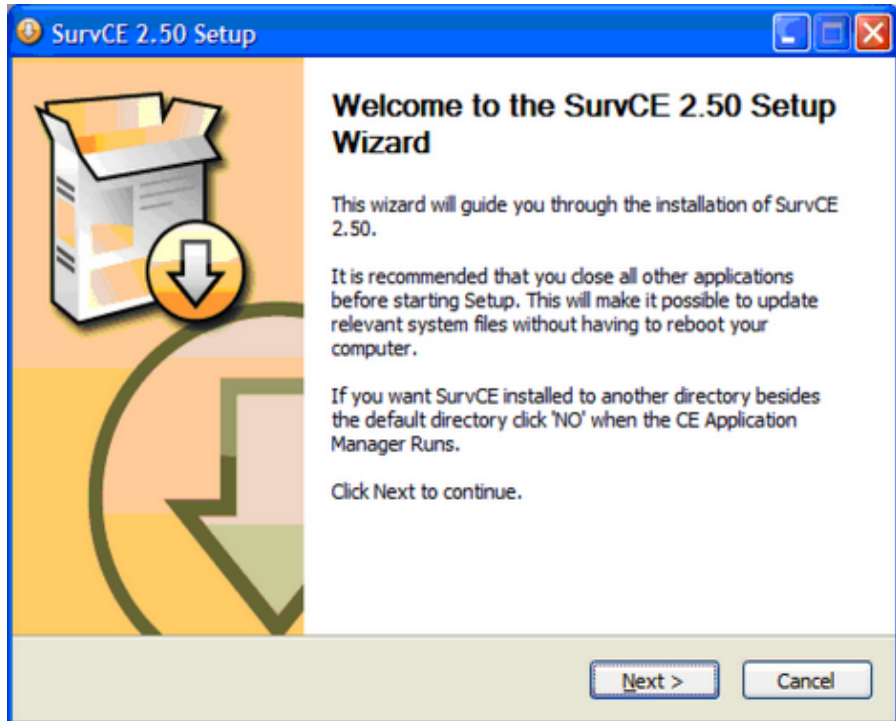 SurvCE 2.50 Setup
Welcome to the SurvCE 2.50 Setup
Wizard
This wizard will guide you through the installation of SurvCE
2.50.
It is recommended that you close all other applications
before starting Setup. This will make it possible to update
relevant system files without having to reboot your
computer.
If you want SurvCE installed to another directory besides
the default directory click 'NO' when the CE Application
Manager Runs.
Click Next to continue.
Next >
Cancel